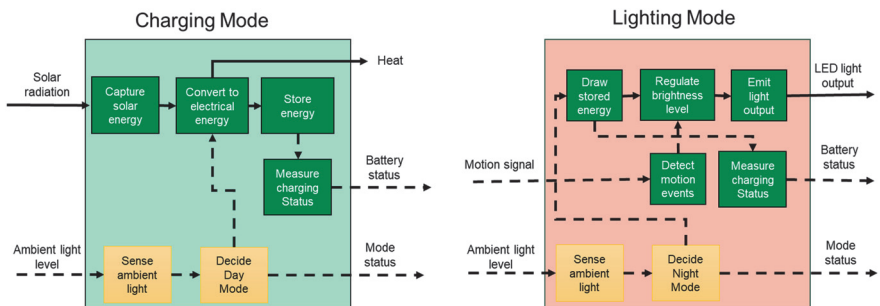 Charging Mode
Solar
radiation
Capture
solar
energy
Convert to
electrical
energy
Store
energy
Heat
Measure
charging
Status
Battery
status
Ambient light
level
Sense
ambient
light
Decide
Day
Mode
Mode
status
Lighting Mode
Draw
stored
energy
Regulate
brightness
level
Emit
light
output
LED light
output
Motion signal
Detect
motion
events
Measure
charging
Status
Battery
status
Ambient light
level
Sense
ambient
light
Decide
Night
Mode
Mode
status